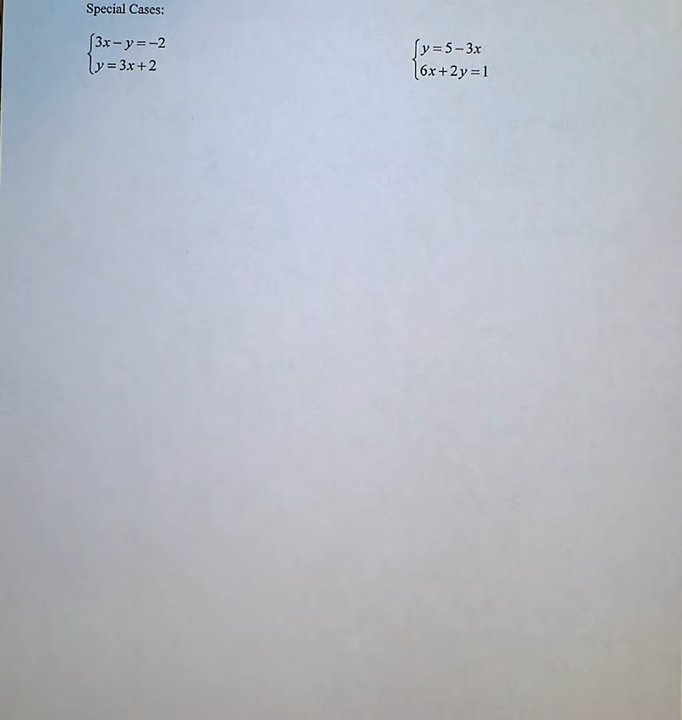 Special Cases:
3x − y = −2
y = 3x + 2
y = 5 − 3x
6x + 2y = 1